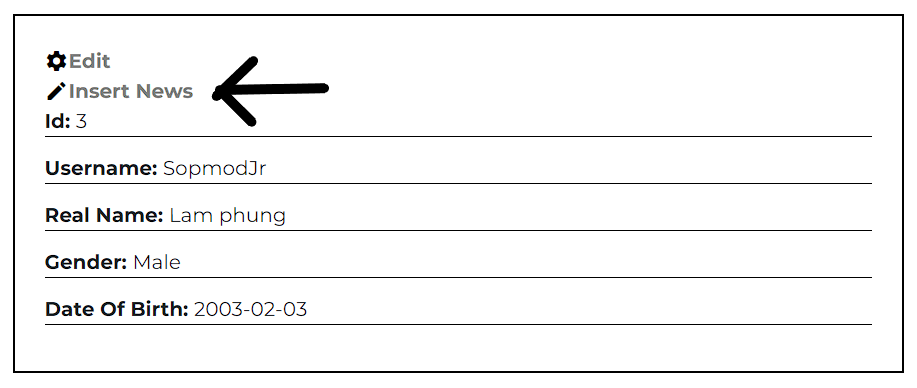 Edit
Insert News
Id: 3
Username: SopmodJr
Real Name: Lam phung
Gender: Male
Date Of Birth: 2003-02-03